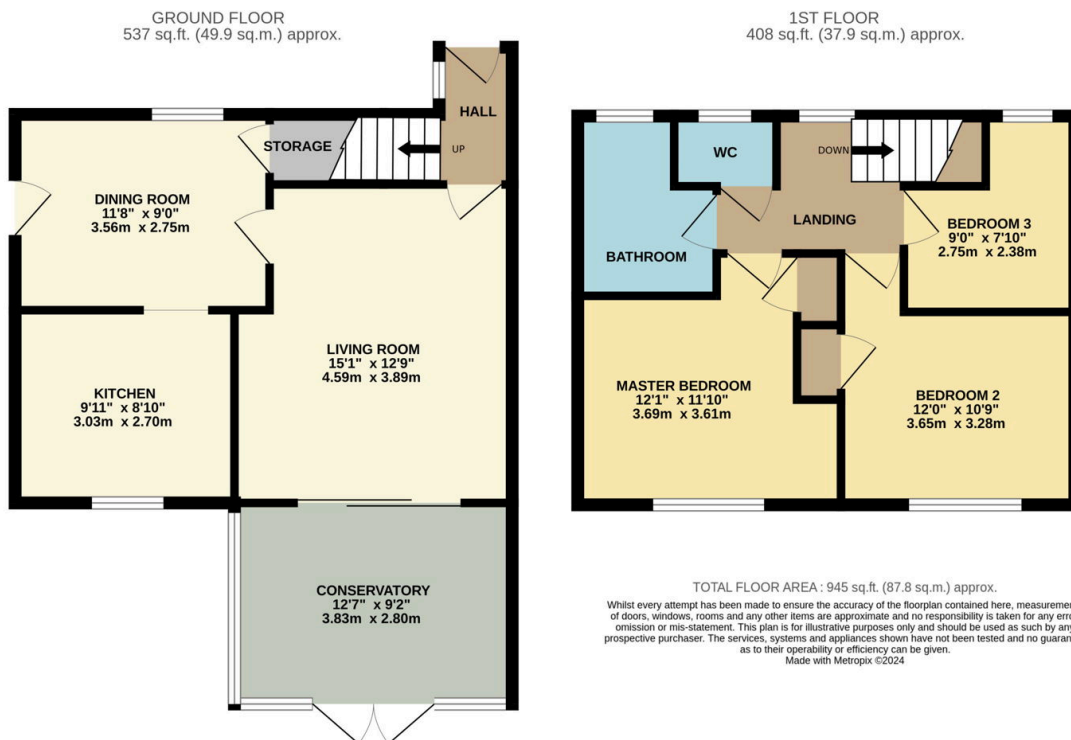 GROUND FLOOR
537 sq.ft. (49.9 sq.m.) approx.
HALL
UP
STORAGE
DINING ROOM
11'8" x 9'0"
3.56m x 2.75m
LIVING ROOM
15'1" x 12'9"
4.59m x 3.89m
KITCHEN
9'11" x 8'10"
3.03m x 2.70m
CONSERVATORY
12'7" x 9'2"
3.83m x 2.80m
1ST FLOOR
408 sq.ft. (37.9 sq.m.) approx.
WC
DOWN
LANDING
BATHROOM
BEDROOM 3
9'0" x 7'10"
2.75m x 2.38m
MASTER BEDROOM
12'1" x 11'10"
3.69m x 3.61m
BEDROOM 2
12'0" x 10'9"
3.65m x 3.28m
TOTAL FLOOR AREA : 945 sq.ft. (87.8 sq.m.) approx.
Whilst every attempt has been made to ensure the accuracy of the floorplan contained here, measuremen
of doors, windows, rooms and any other items are approximate and no responsibility is taken for any erro
omission or mis-statement. This plan is for illustrative purposes only and should be used as such by any
prospective purchaser. The services, systems and appliances shown have not been tested and no guaran
as to their operability or efficiency can be given.
Made with Metropix ©2024